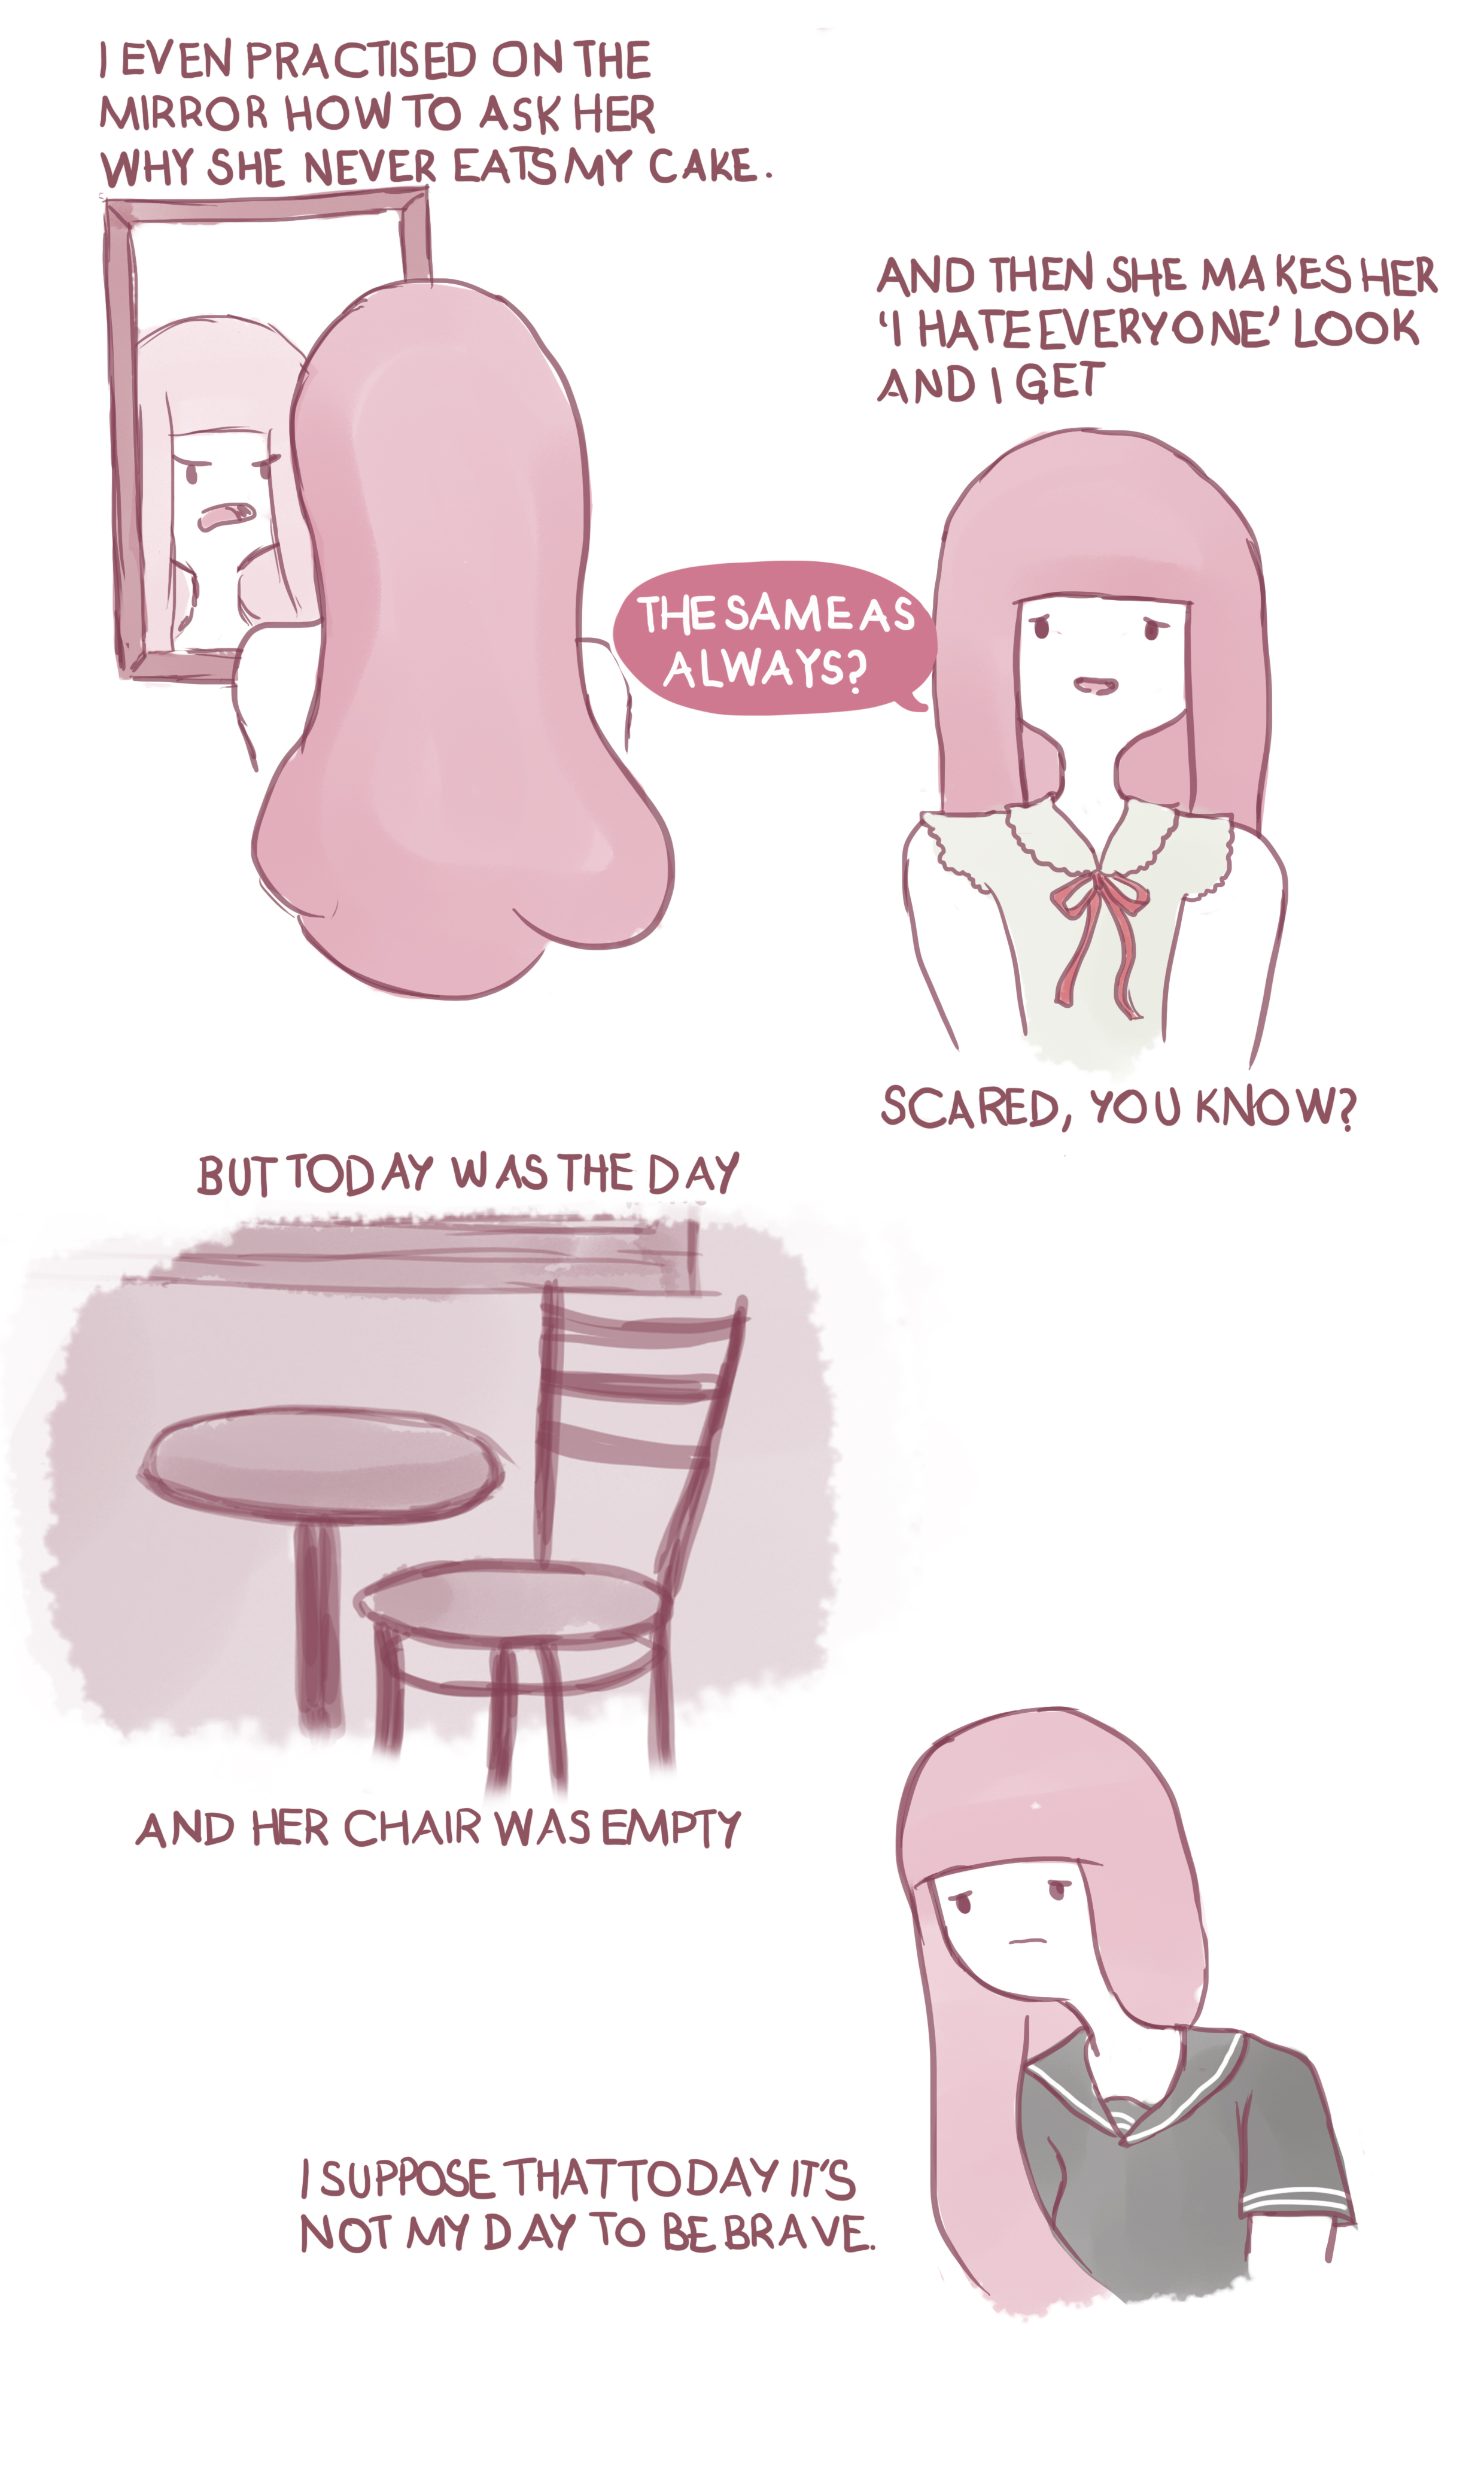 I EVEN PRACTISED ON THE
MIRROR HOW TO ASK HER
WHY SHE NEVER EATS MY CAKE.
AND THEN SHE MAKES HER
'I HATE EVERYONE' LOOK
AND I GET
THE SAME AS
ALWAYS?
SCARED, YOU KNOW?
BUT TODAY WAS THE DAY
AND HER CHAIR WAS EMPTY
I SUPPOSE THAT TODAY IT'S
NOT MY DAY TO BE BRAVE.